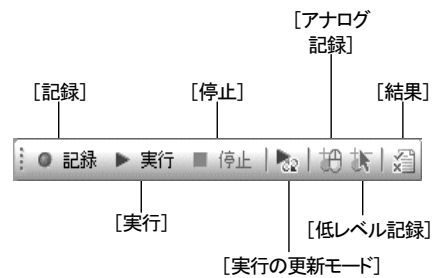 [アナログ
記録]
[記録]
[停止]
[結果]
記録
実行
停止
[実行]
[低レベル記録]
[実行の更新モード]